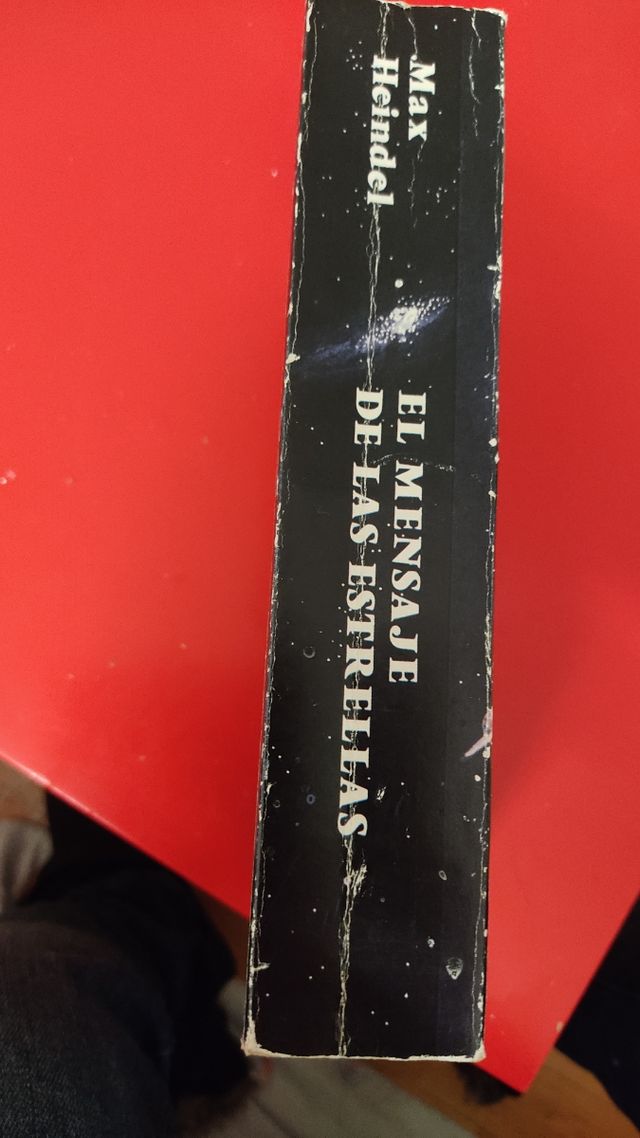 Max
Heindel
EL MENSAJE
DE LAS ESTRELLAS